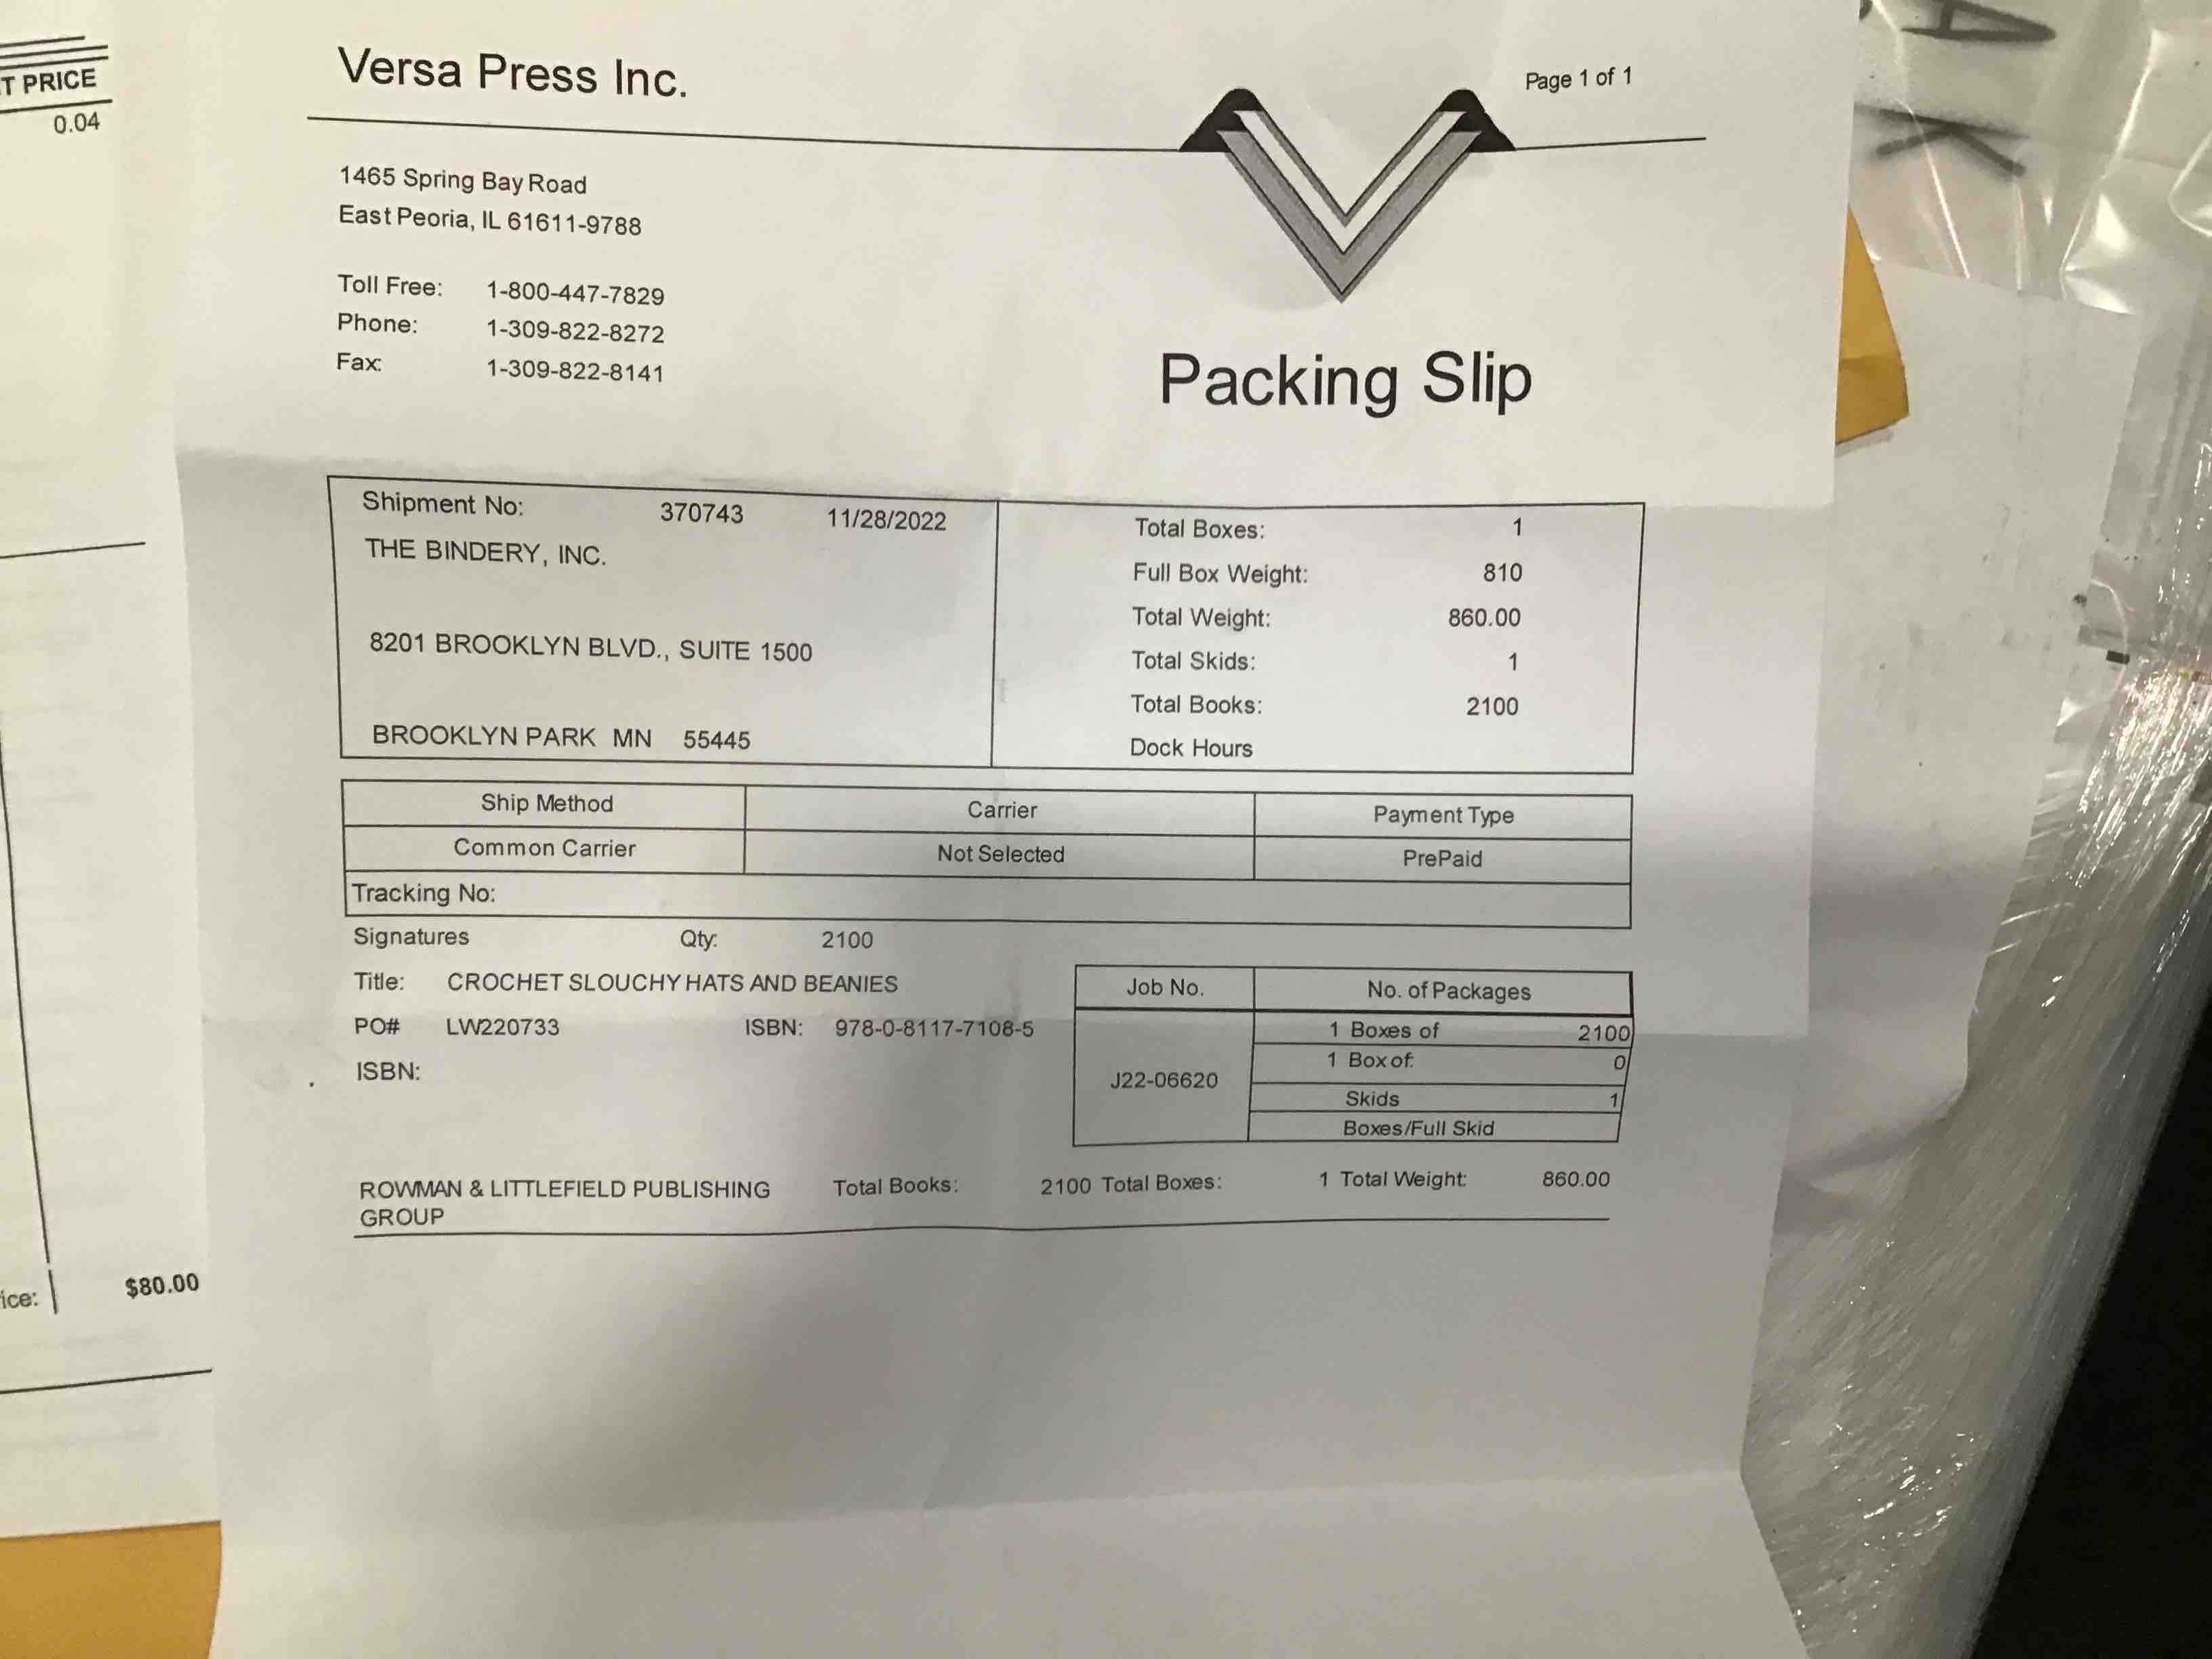 T PRICE
0.04
ice: $80.00
Versa Press Inc.
Page 1 of 1
1465 Spring Bay Road
East Peoria, IL 61611-9788
Toll Free: 1-800-447-7829
Phone: 1-309-822-8272
Fax: 1-309-822-8141
Packing Slip
Shipment No: 370743 11/28/2022
THE BINDERY, INC.
8201 BROOKLYN BLVD., SUITE 1500
BROOKLYN PARK MN 55445
Total Boxes: 1
Full Box Weight: 810
Total Weight: 860.00
Total Skids: 1
Total Books: 2100
Dock Hours
Ship Method Carrier Payment Type
Common Carrier Not Selected PrePaid
Tracking No:
Signatures Qty: 2100
Title: CROCHET SLOUCHY HATS AND BEANIES
PO# LW220733 ISBN: 978-0-8117-7108-5
ISBN:
Job No. No. of Packages
J22-06620
1 Boxes of 2100
1 Box of: 0
Skids 1
Boxes/Full Skid
ROWMAN & LITTLEFIELD PUBLISHING Total Books: 2100 Total Boxes: 1 Total Weight: 860.00
GROUP
A
K